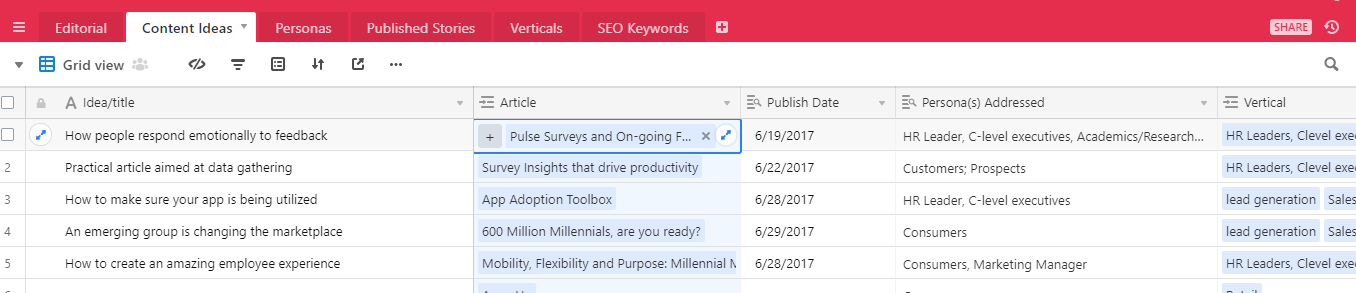 Editorial Content Ideas Personas Published Stories Verticals SEO Keywords SHARE
Grid view
A Idea/title Article Publish Date Persona(s) Addressed Vertical
How people respond emotionally to feedback + Pulse Surveys and On-going F... × 6/19/2017 HR Leader, C-level executives, Academics/Research... HR Leaders, Clevel exe
2 Practical article aimed at data gathering Survey Insights that drive productivity 6/22/2017 Customers; Prospects HR Leaders, Clevel exe
3 How to make sure your app is being utilized App Adoption Toolbox 6/28/2017 HR Leader, C-level executives lead generation Sales
4 An emerging group is changing the marketplace 600 Million Millennials, are you ready? 6/29/2017 Consumers lead generation Sales
5 How to create an amazing employee experience Mobility, Flexibility and Purpose: Millennial M 6/28/2017 Consumers, Marketing Manager HR Leaders, Clevel exe